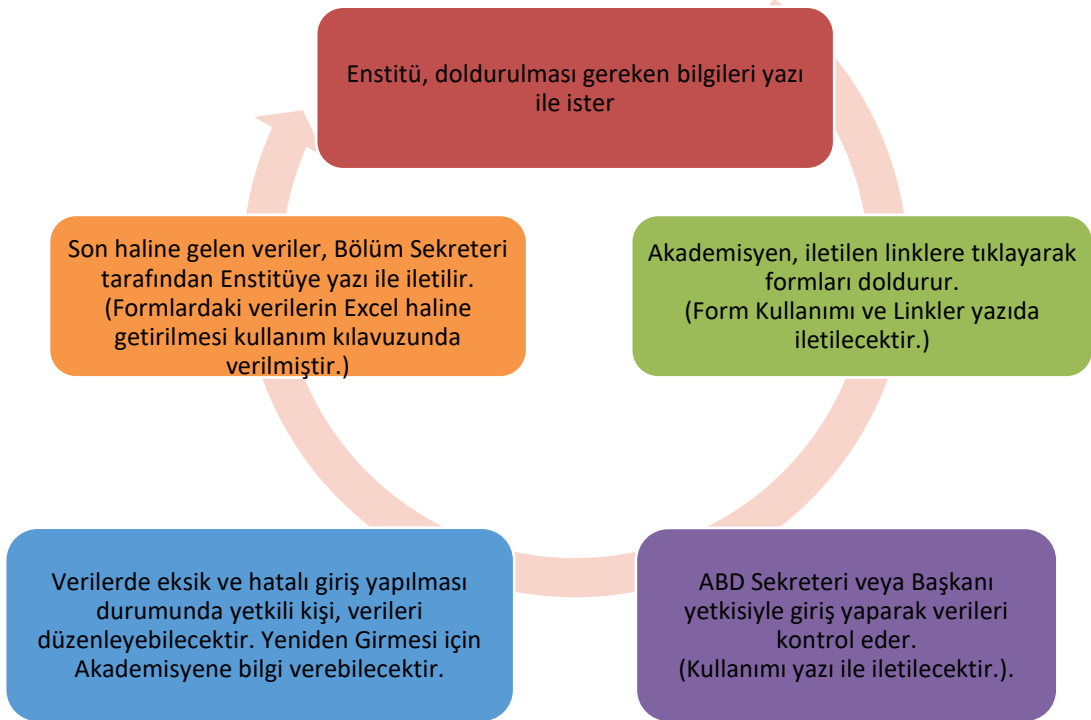 Enstitü, doldurulması gereken bilgileri yazı
ile ister
Akademisyen, iletilen linklere tıklayarak
formları doldurur.
(Form Kullanımı ve Linkler yazıda
iletilecektir.)
ABD Sekreteri veya Başkanı
yetkisiyle giriş yaparak verileri
kontrol eder.
(Kullanımı yazı ile iletilecektir.).
Verilerde eksik ve hatalı giriş yapılması
durumunda yetkili kişi, verileri
düzenleyebilecektir. Yeniden Girmesi için
Akademisyene bilgi verebilecektir.
Son haline gelen veriler, Bölüm Sekreteri
tarafından Enstitüye yazı ile iletilir.
(Formlardaki verilerin Excel haline
getirilmesi kullanım kılavuzunda
verilmiştir.)